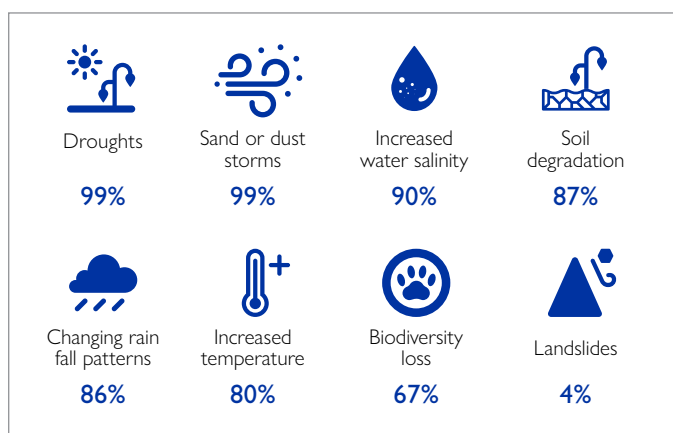 Droughts
99%
Sand or dust
storms
99%
Increased
water salinity
90%
Soil
degradation
87%
Changing rain
fall patterns
86%
Increased
temperature
80%
Biodiversity
loss
67%
Landslides
4%